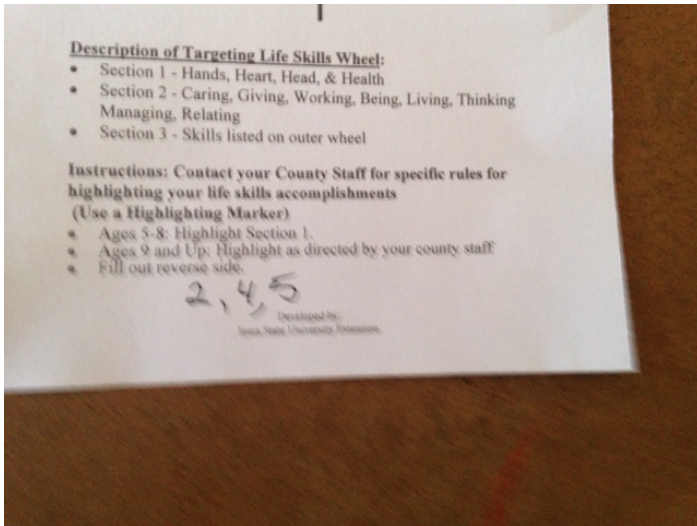 Description of Targeting Life Skills Wheel:
• Section 1 - Hands, Heart, Head, & Health
• Section 2 - Caring, Giving, Working, Being, Living, Thinking
Managing, Relating
• Section 3 - Skills listed on outer wheel
Instructions: Contact your County Staff for specific rules for
highlighting your life skills accomplishments
(Use a Highlighting Marker)
• Ages 5-8: Highlight Section 1.
• Ages 9 and Up: Highlight as directed by your county staff
• Fill out reverse side.
2, 4, 5
Developed by:
Iowa State University Extension